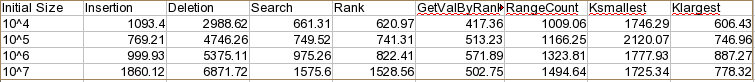 Initial Size Insertion Deletion Search Rank GetValByRank RangeCount Ksmallest Klargest
10^4 1093.4 2988.62 661.31 620.97 417.36 1009.06 1746.29 606.43
10^5 769.21 4746.26 749.52 741.31 513.23 1166.25 2120.07 746.96
10^6 999.93 5375.11 975.26 822.41 571.89 1323.81 1777.93 887.27
10^7 1860.12 6871.72 1575.6 1528.56 502.75 1494.64 1725.34 778.32